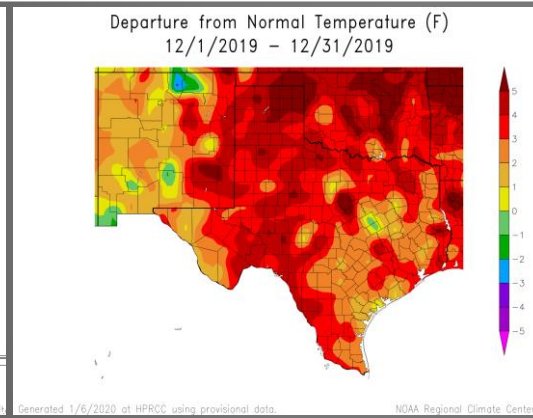 Departure from Normal Temperature (F)
12/1/2019 – 12/31/2019
5
4
3
2
1
0
−1
−2
−3
−4
−5
Generated 1/6/2020 at HPRCC using provisional data.
NOAA Regional Climate Center